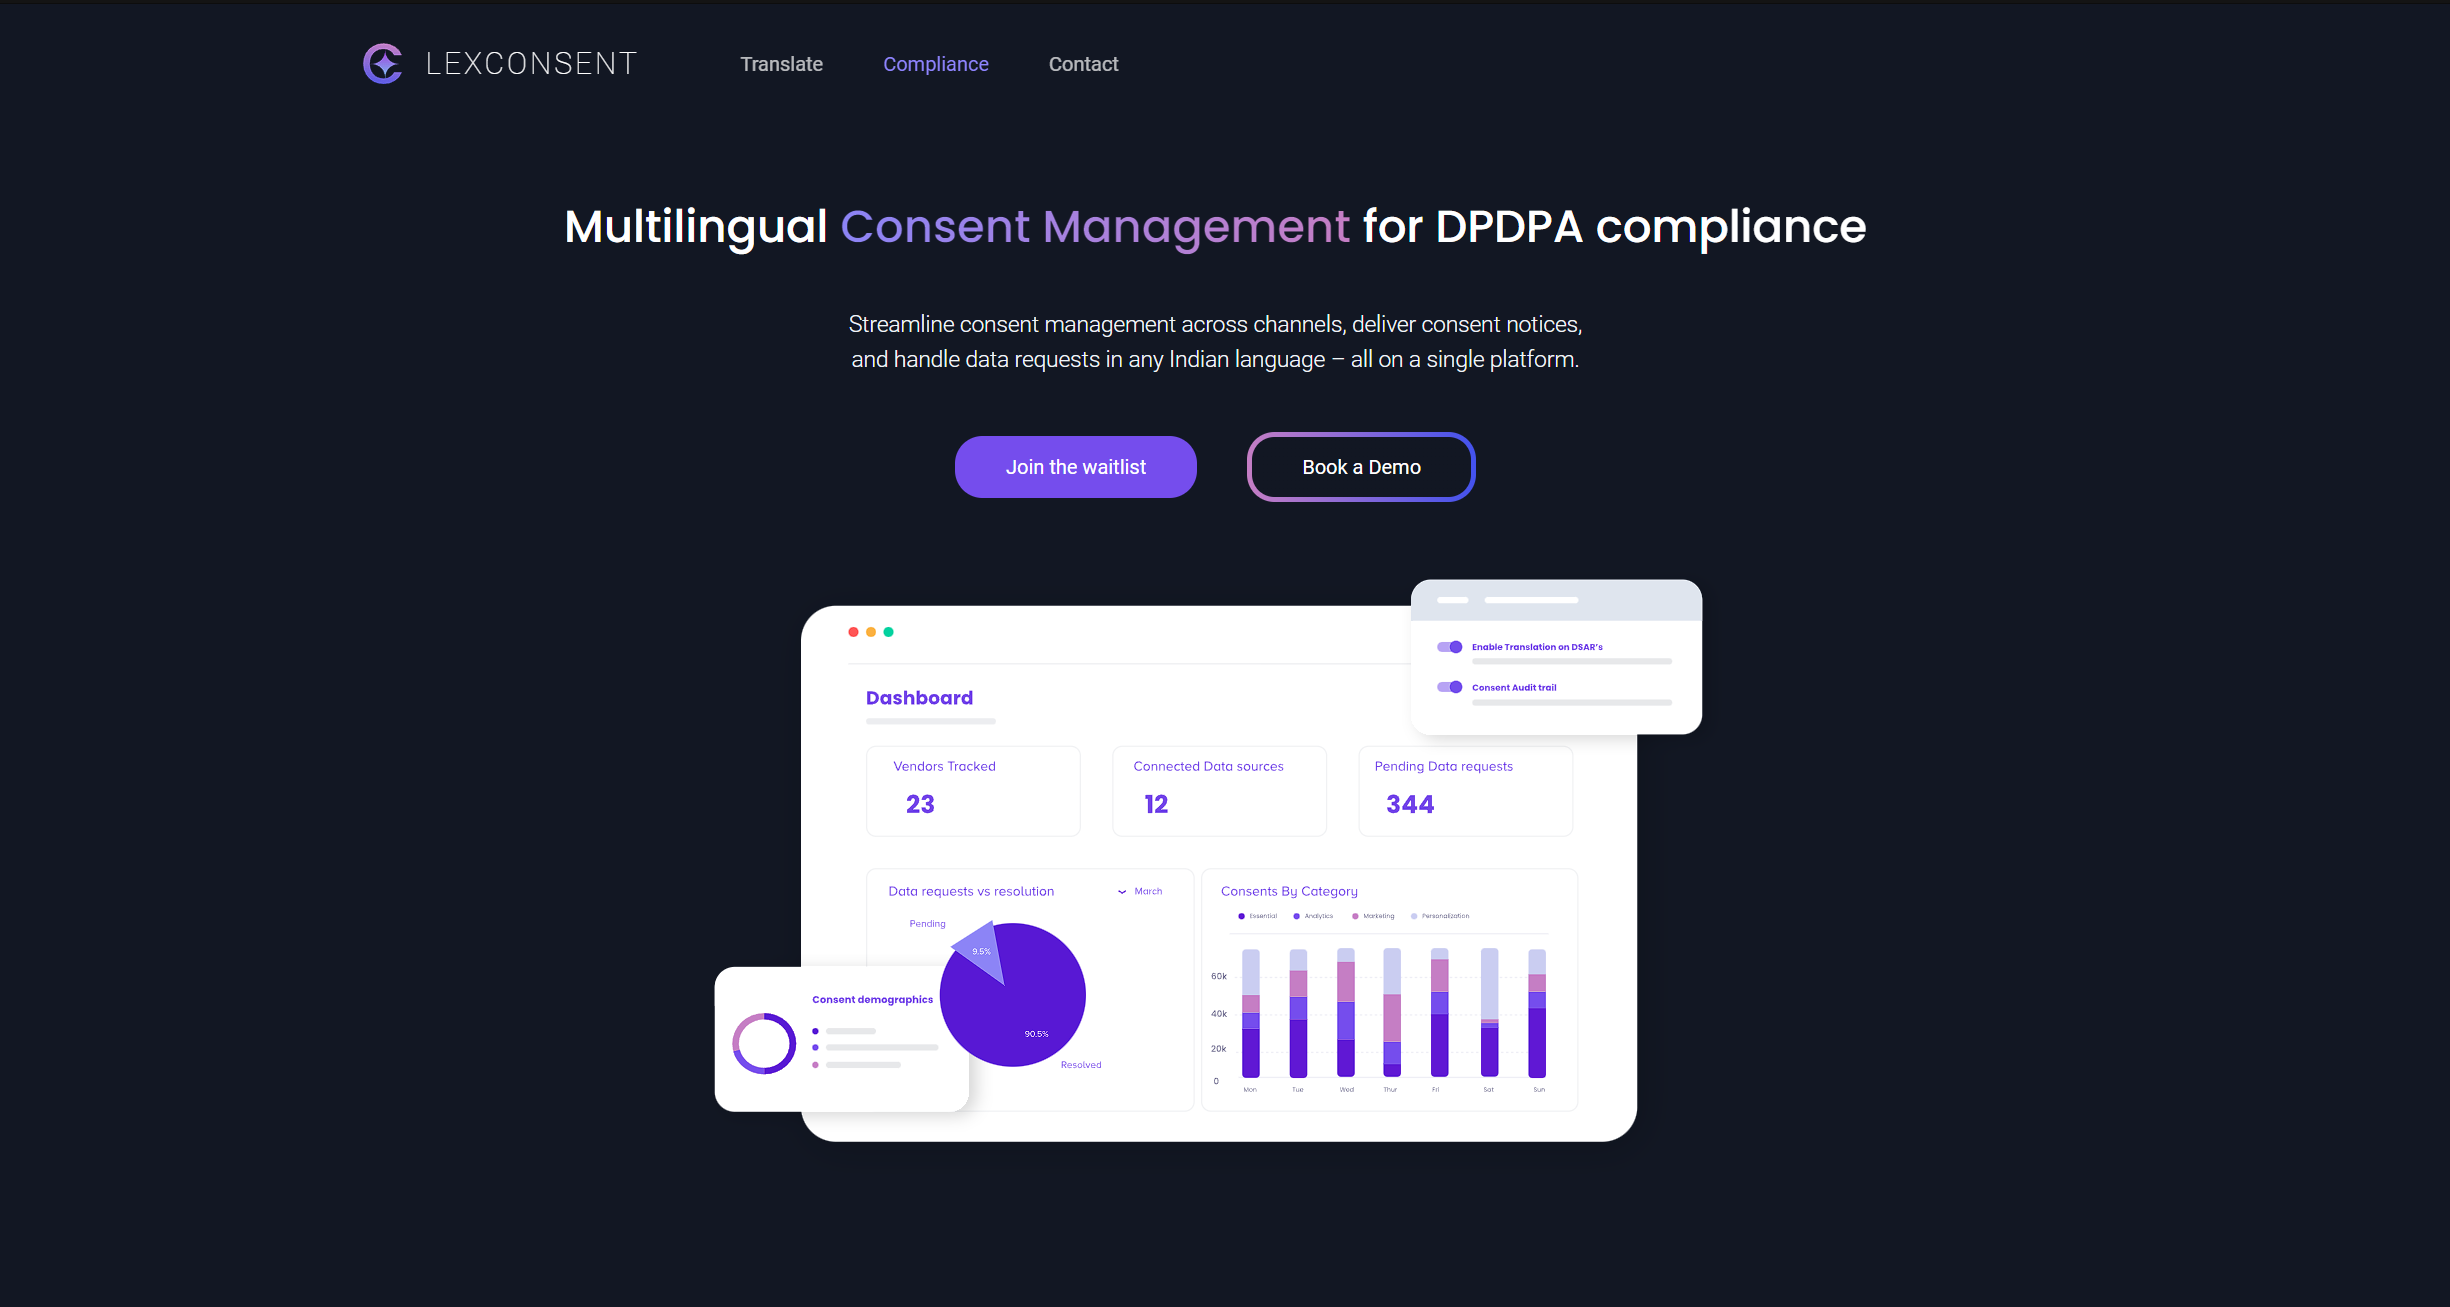 LEXCONSENT
Translate
Compliance
Contact
Multilingual Consent Management for DPDPA compliance
Streamline consent management across channels, deliver consent notices,
and handle data requests in any Indian language – all on a single platform.
Join the waitlist
Book a Demo
Enable Translation on DSAR's
Consent Audit trail
Dashboard
Vendors Tracked
23
Connected Data sources
12
Pending Data requests
344
Data requests vs resolution
March
Pending
9.5%
90.5%
Resolved
Consent demographics
Consents By Category
Essential
Analytics
Marketing
Personalization
60k
40k
20k
0
Mon
Tue
Wed
Thur
Fri
Sat
Sun